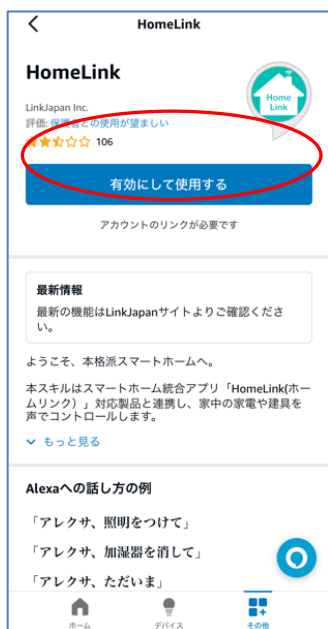 HomeLink
HomeLink
Home
Link
LinkJapan Inc.
評価: 保護者との使用が望ましい
106
有効にして使用する
アカウントのリンクが必要です
最新情報
最新の機能はLinkJapanサイトよりご確認くださ
い。
ようこそ、本格派スマートホームへ。
本スキルはスマートホーム統合アプリ「HomeLink(ホー
ムリンク）」対応製品と連携し、家中の家電や建具を
声でコントロールします。
もっと見る
Alexaへの話し方の例
「アレクサ、照明をつけて」
「アレクサ、加湿器を消して」
「アレクサ、ただいま」
ホーム
デバイス
その他